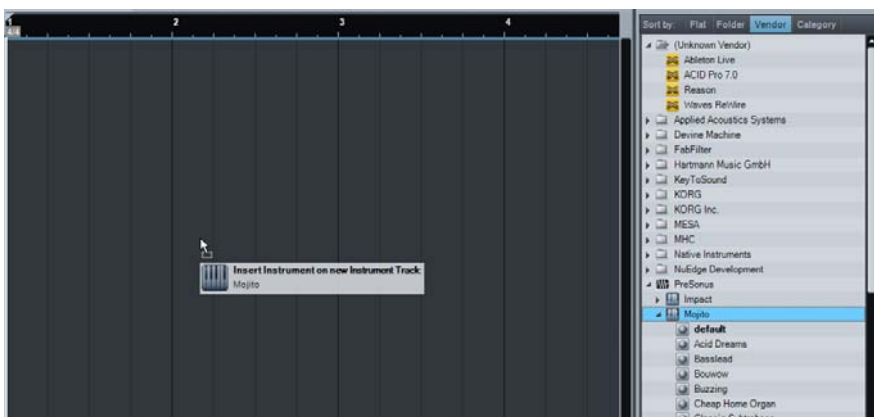 1 2 3 4
4/4
Insert Instrument on new Instrument Track:
Mojito
Sort by: Flat Folder Vendor Category
(Unknown Vendor)
Ableton Live
ACID Pro 7.0
Reason
Waves ReWire
Applied Acoustics Systems
Devine Machine
FabFilter
Hartmann Music GmbH
KeyToSound
KORG
KORG Inc.
MESA
MHC
Native Instruments
NuEdge Development
PreSonus
Impact
Mojito
default
Acid Dreams
Basslead
Bouwow
Buzzing
Cheap Home Organ